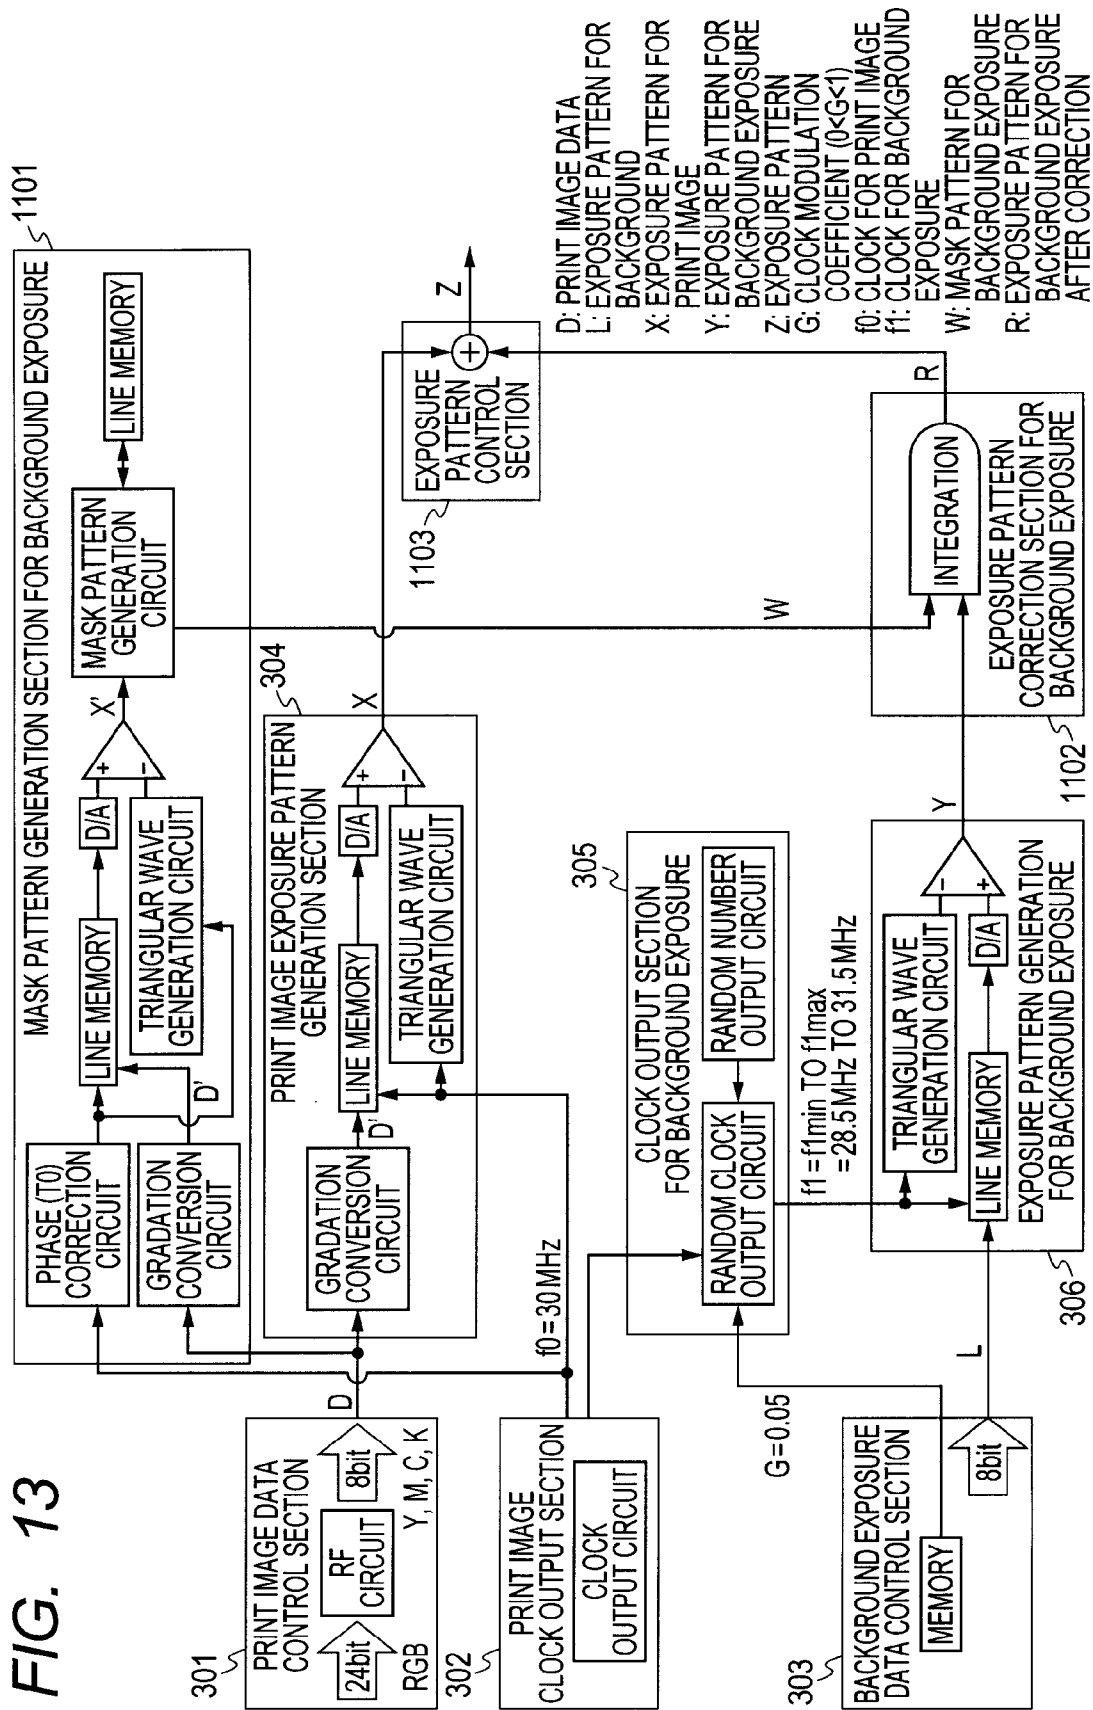 FIG. 13
301
PRINT IMAGE DATA
CONTROL SECTION
24bit
RGB
RF
CIRCUIT
8bit
Y, M, C, K
D
302
PRINT IMAGE
CLOCK OUTPUT SECTION
CLOCK
OUTPUT CIRCUIT
f0=30MHz
303
BACKGROUND EXPOSURE
DATA CONTROL SECTION
MEMORY
8bit
G=0.05
L
1101
MASK PATTERN GENERATION SECTION FOR BACKGROUND EXPOSURE
PHASE (T0)
CORRECTION
CIRCUIT
GRADATION
CONVERSION
CIRCUIT
D'
LINE MEMORY
D/A
TRIANGULAR WAVE
GENERATION CIRCUIT
+
−
X'
MASK PATTERN
GENERATION
CIRCUIT
LINE MEMORY
304
PRINT IMAGE EXPOSURE PATTERN
GENERATION SECTION
GRADATION
CONVERSION
CIRCUIT
D'
LINE MEMORY
D/A
TRIANGULAR WAVE
GENERATION CIRCUIT
+
−
X
W
305
CLOCK OUTPUT SECTION
FOR BACKGROUND EXPOSURE
RANDOM CLOCK
OUTPUT CIRCUIT
RANDOM NUMBER
OUTPUT CIRCUIT
f1=f1min TO f1max
=28.5MHz TO 31.5MHz
306
TRIANGULAR WAVE
GENERATION CIRCUIT
LINE MEMORY
D/A
−
+
EXPOSURE PATTERN GENERATION
FOR BACKGROUND EXPOSURE
Y
1102
INTEGRATION
EXPOSURE PATTERN
CORRECTION SECTION FOR
BACKGROUND EXPOSURE
R
1103
EXPOSURE
PATTERN
CONTROL
SECTION
+
Z
D: PRINT IMAGE DATA
L: EXPOSURE PATTERN FOR
BACKGROUND
X: EXPOSURE PATTERN FOR
PRINT IMAGE
Y: EXPOSURE PATTERN FOR
BACKGROUND EXPOSURE
Z: EXPOSURE PATTERN
G: CLOCK MODULATION
COEFFICIENT (0<G<1)
f0: CLOCK FOR PRINT IMAGE
f1: CLOCK FOR BACKGROUND
EXPOSURE
W: MASK PATTERN FOR
BACKGROUND EXPOSURE
R: EXPOSURE PATTERN FOR
BACKGROUND EXPOSURE
AFTER CORRECTION